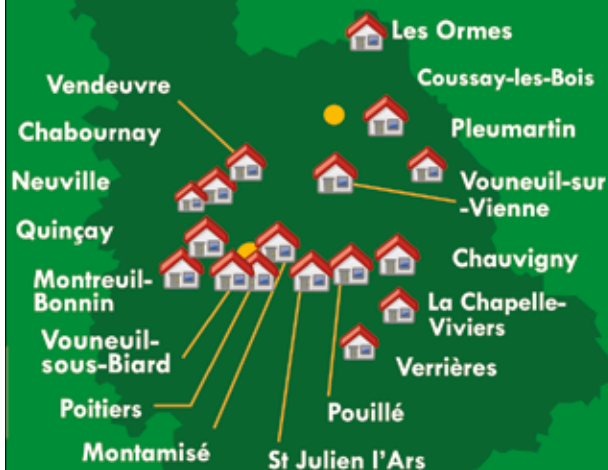 Les Ormes
Vendeuvre
Coussay-les-Bois
Chabournay
Pleumartin
Neuville
Vouneuil-sur
-Vienne
Quinçay
Chauvigny
Montreuil-
Bonnin
La Chapelle-
Viviers
Vouneuil-
sous-Biard
Verrières
Poitiers
Pouillé
Montamisé
St Julien l'Ars